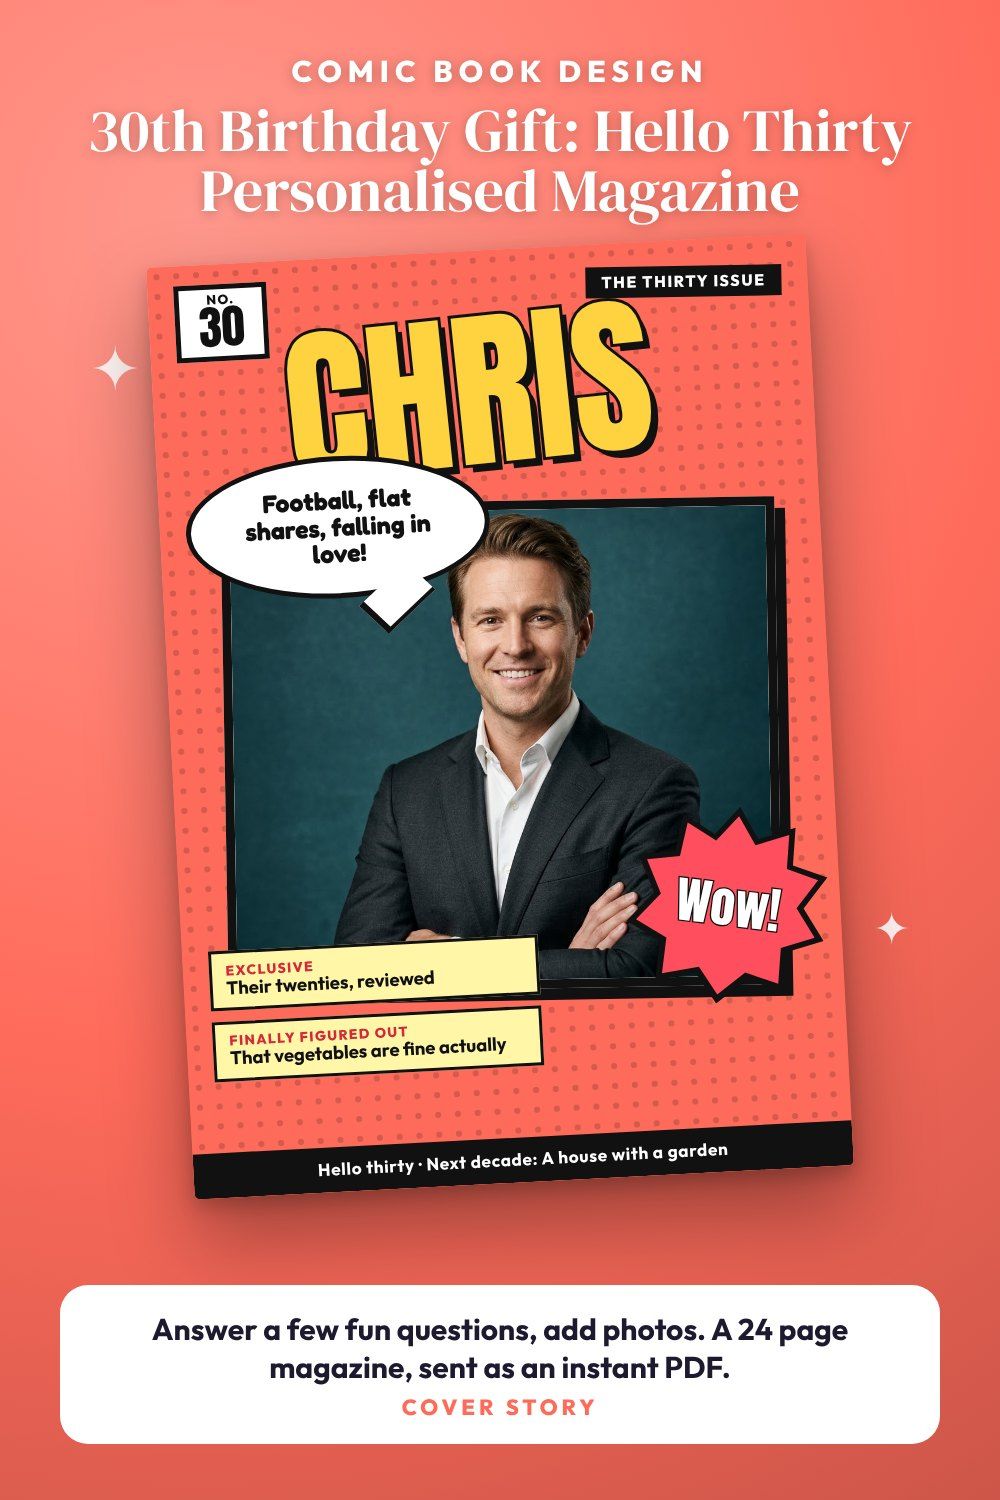 COMIC BOOK DESIGN
30th Birthday Gift: Hello Thirty
Personalised Magazine
NO.
30
THE THIRTY ISSUE
CHRIS
Football, flat
shares, falling in
love!
Wow!
EXCLUSIVE
Their twenties, reviewed
FINALLY FIGURED OUT
That vegetables are fine actually
Hello thirty · Next decade: A house with a garden
Answer a few fun questions, add photos. A 24 page
magazine, sent as an instant PDF.
COVER STORY